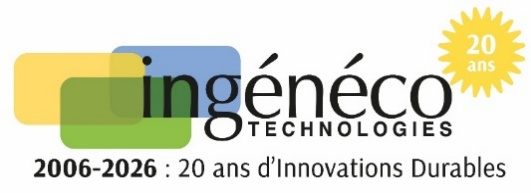 20
ans
ingénéco
TECHNOLOGIES
2006-2026 : 20 ans d'Innovations Durables